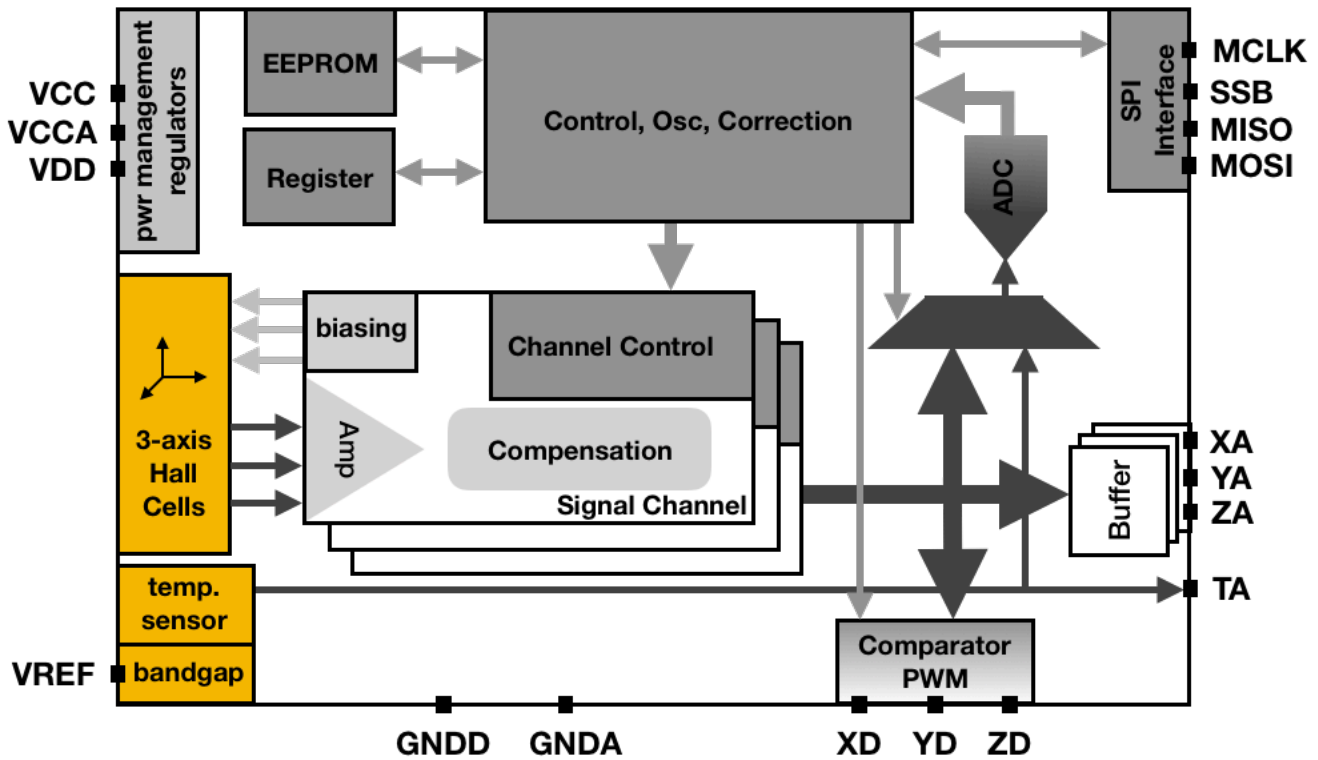 pwr management
regulators
EEPROM
Register
Control, Osc, Correction
SPI
Interface
MCLK
SSB
MISO
MOSI
VCC
VCCA
VDD
ADC
biasing
Channel Control
3-axis
Hall
Cells
Amp
Compensation
Signal Channel
Buffer
XA
YA
ZA
temp.
sensor
TA
bandgap
VREF
Comparator
PWM
GNDD
GNDA
XD
YD
ZD